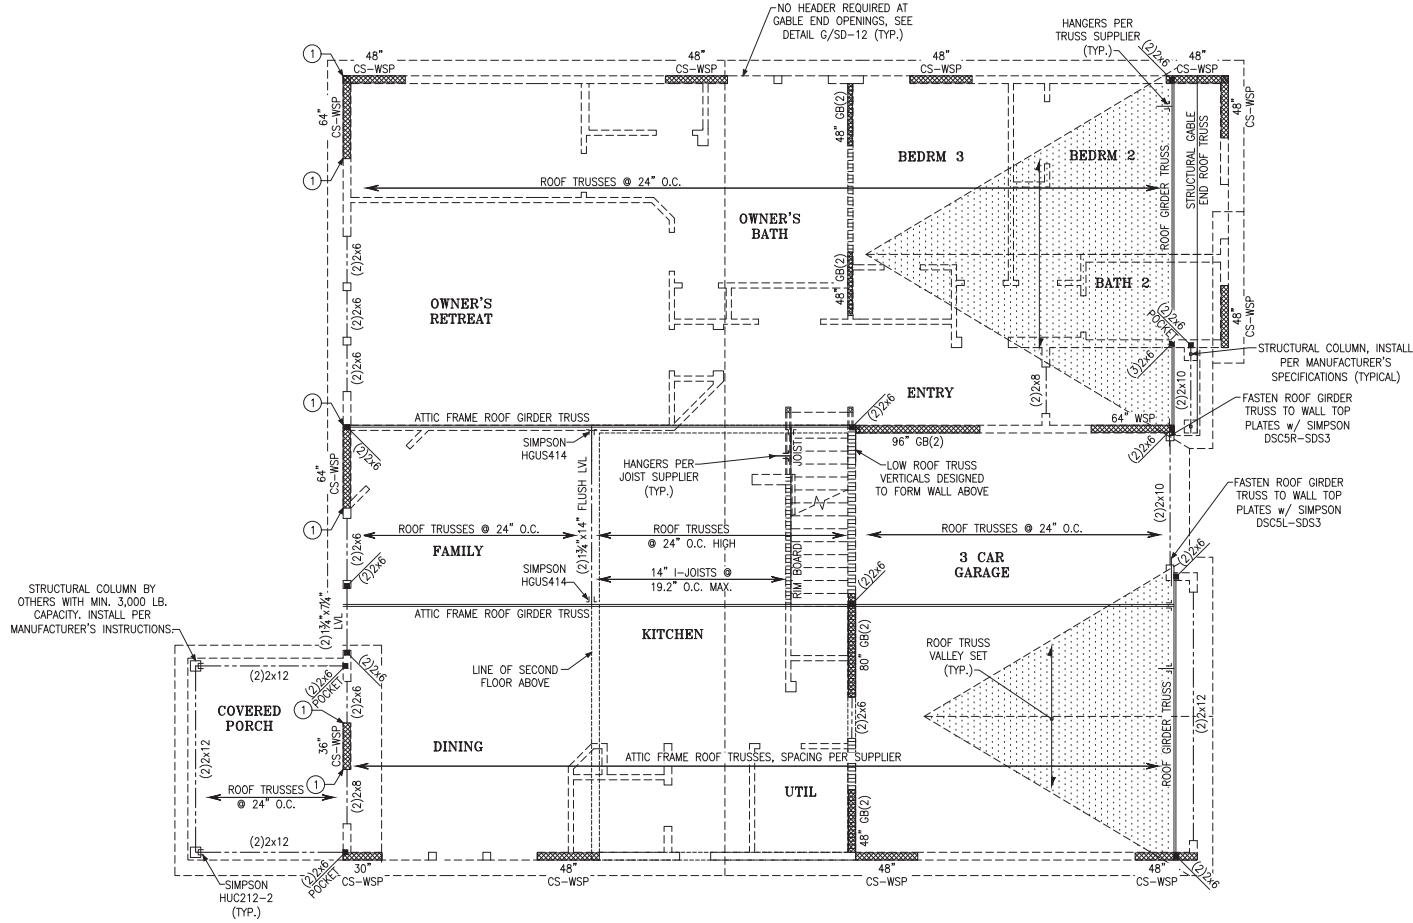 NO HEADER REQUIRED AT
GABLE END OPENINGS, SEE
DETAIL G/SD-12 (TYP.)
HANGERS PER
TRUSS SUPPLIER
(TYP.)
(2)2x6
1
48"
CS-WSP
48"
CS-WSP
48"
CS-WSP
48"
CS-WSP
64"
CS-WSP
48" GB(2)
48"
CS-WSP
1
BEDRM 3
BEDRM 2
ROOF TRUSSES @ 24" O.C.
ROOF GIRDER TRUSS
STRUCTURAL GABLE
END ROOF TRUSS
OWNER'S
BATH
(2)2x6
48" GB(2)
BATH 2
OWNER'S
RETREAT
(2)2x6
(2)2x6
POCKET
48"
CS-WSP
(2)2x6
(3)2x6
STRUCTURAL COLUMN, INSTALL
PER MANUFACTURER'S
SPECIFICATIONS (TYPICAL)
1
ENTRY
(2)2x8
(2)2x10
FASTEN ROOF GIRDER
TRUSS TO WALL TOP
PLATES w/ SIMPSON
DSC5R-SDS3
ATTIC FRAME ROOF GIRDER TRUSS
(2)2x6
64" WSP
96" GB(2)
(2)2x6
(2)2x6
SIMPSON
HGUS414
HANGERS PER
JOIST SUPPLIER
(TYP.)
JOIST
LOW ROOF TRUSS
VERTICALS DESIGNED
TO FORM WALL ABOVE
64"
CS-WSP
(2)1¾"x14" FLUSH LVL
(2)2x10
FASTEN ROOF GIRDER
TRUSS TO WALL TOP
PLATES w/ SIMPSON
DSC5L-SDS3
1
ROOF TRUSSES @ 24" O.C.
ROOF TRUSSES
@ 24" O.C. HIGH
ROOF TRUSSES @ 24" O.C.
FAMILY
(2)2x6
3 CAR
GARAGE
(2)2x6
SIMPSON
HGUS414
14" I-JOISTS @
19.2" O.C. MAX.
RIM BOARD
(2)2x6
(2)2x6
STRUCTURAL COLUMN BY
OTHERS WITH MIN. 3,000 LB.
CAPACITY. INSTALL PER
MANUFACTURER'S INSTRUCTIONS.
(2)1¾"x7¼"
LVL
ATTIC FRAME ROOF GIRDER TRUSS
KITCHEN
80" GB(2)
ROOF TRUSS
VALLEY SET
(TYP.)
LINE OF SECOND
FLOOR ABOVE
(2)2x12
(2)2x6
POCKET
(2)2x6
(2)2x6
COVERED
PORCH
1
(2)2x6
ROOF GIRDER TRUSS
(2)2x12
(2)2x12
36"
CS-WSP
DINING
ATTIC FRAME ROOF TRUSSES, SPACING PER SUPPLIER
1
ROOF TRUSSES
@ 24" O.C.
(2)2x8
UTIL
48" GB(2)
(2)2x12
(2)2x6
POCKET
30"
CS-WSP
48"
CS-WSP
48"
CS-WSP
48"
CS-WSP
(2)2x6
SIMPSON
HUC212-2
(TYP.)